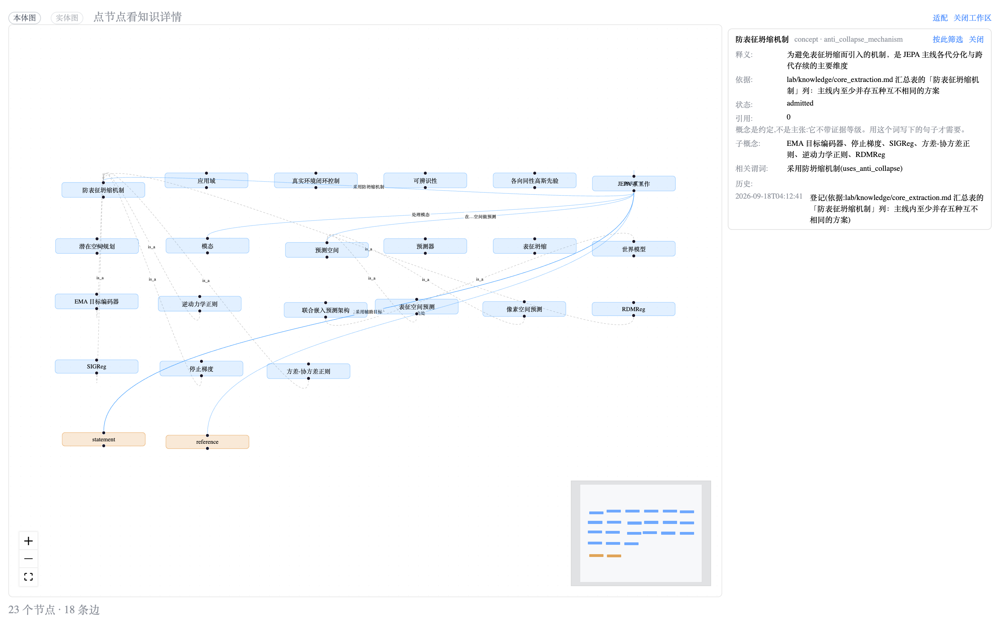 本体图 实体图 点节点看知识详情 适配 关闭工作区
防表征坍缩机制 应用域 真实环境闭环控制 可辨识性 各向同性高斯先验
采用防坍缩机制
处理模态 在…空间做预测
潜在空间规划 is_a 模态 预测空间 is_a 预测器 表征坍缩 世界模型
is_a is_a is_a is_a is_a is_a
EMA 目标编码器 逆动力学正则 联合嵌入预测架构 采用辅助目标 表征空间预测 像素空间预测 RDMReg
SIGReg 停止梯度 方差-协方差正则
statement reference
23 个节点 · 18 条边
防表征坍缩机制 concept · anti_collapse_mechanism 按此筛选 关闭
释义: 为避免表征坍缩而引入的机制，是 JEPA 主线各代分化与跨
代存续的主要维度
依据: lab/knowledge/core_extraction.md 汇总表的「防表征坍缩机
制」列：主线内至少并存五种互不相同的方案
状态: admitted
引用: 0
概念是约定,不是主张:它不带证据等级。用这个词写下的句子才需要。
子概念: EMA 目标编码器、停止梯度、SIGReg、方差-协方差正
则、逆动力学正则、RDMReg
相关谓词: 采用防坍缩机制(uses_anti_collapse)
历史:
2026-09-18T04:12:41 登记(依据:lab/knowledge/core_extraction.md 汇总表的
「防表征坍缩机制」列：主线内至少并存五种互不
相同的方案)